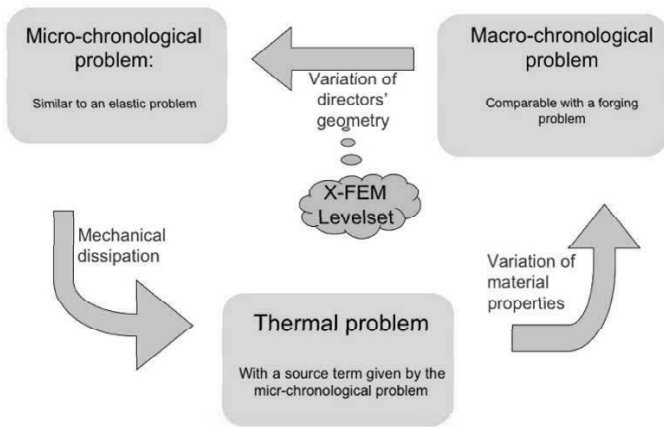 Micro-chronological
problem:
Similar to an elastic problem
Macro-chronological
problem
Comparable with a forging
problem
Variation of
directors'
geometry
X-FEM
Levelset
Mechanical
dissipation
Variation of
material
properties
Thermal problem
With a source term given by the
micr-chronological problem